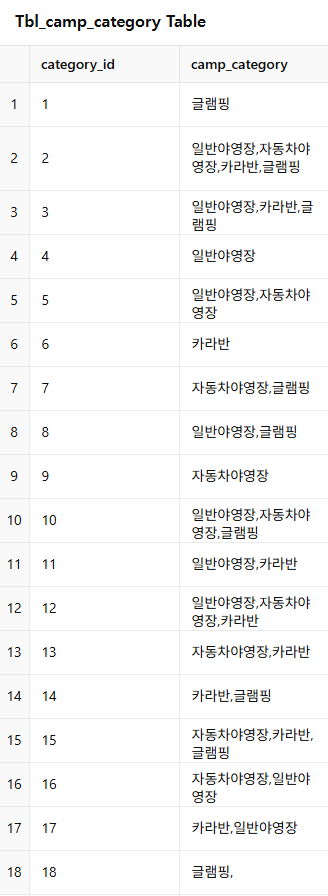 Tbl_camp_category Table
category_id camp_category
1 1 글램핑
2 2 일반야영장,자동차야
영장,카라반,글램핑
3 3 일반야영장,카라반,글
램핑
4 4 일반야영장
5 5 일반야영장,자동차야
영장
6 6 카라반
7 7 자동차야영장,글램핑
8 8 일반야영장,글램핑
9 9 자동차야영장
10 10 일반야영장,자동차야
영장,글램핑
11 11 일반야영장,카라반
12 12 일반야영장,자동차야
영장,카라반
13 13 자동차야영장,카라반
14 14 카라반,글램핑
15 15 자동차야영장,카라반,
글램핑
16 16 자동차야영장,일반야
영장
17 17 카라반,일반야영장
18 18 글램핑,